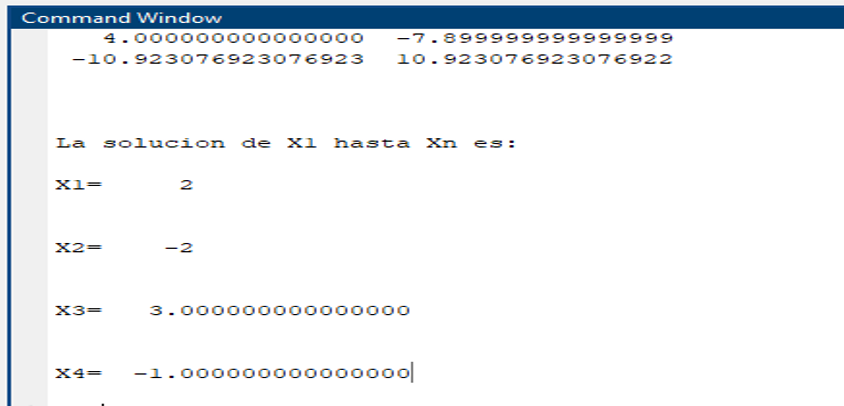 Command Window
4.000000000000000 -7.899999999999999
-10.923076923076923 10.923076923076922
La solucion de X1 hasta Xn es:
X1= 2
X2= -2
X3= 3.000000000000000
X4= -1.000000000000000